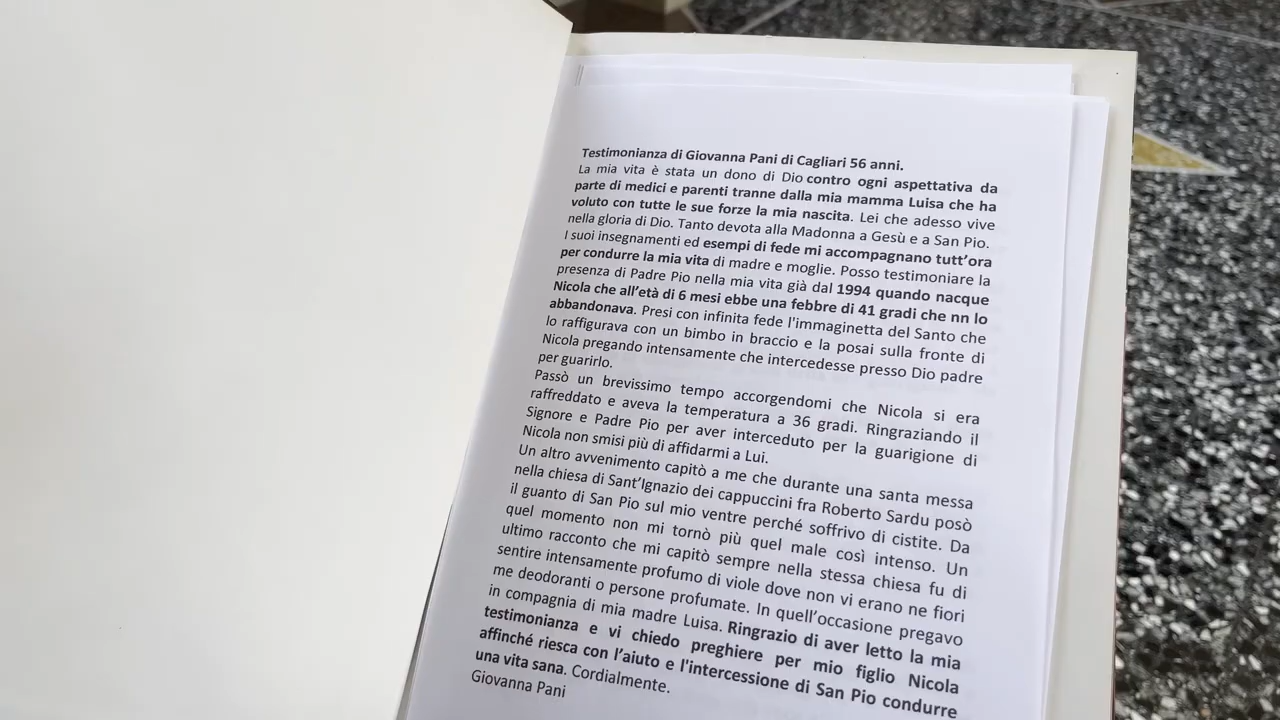 Testimonianza di Giovanna Pani di Cagliari 56 anni.
La mia vita è stata un dono di Dio contro ogni aspettativa da
parte di medici e parenti tranne dalla mia mamma Luisa che ha
voluto con tutte le sue forze la mia nascita. Lei che adesso vive
nella gloria di Dio. Tanto devota alla Madonna a Gesù e a San Pio.
I suoi insegnamenti ed esempi di fede mi accompagnano tutt'ora
per condurre la mia vita di madre e moglie. Posso testimoniare la
presenza di Padre Pio nella mia vita già dal 1994 quando nacque
Nicola che all'età di 6 mesi ebbe una febbre di 41 gradi che nn lo
abbandonava. Presi con infinita fede l'immaginetta del Santo che
lo raffigurava con un bimbo in braccio e la posai sulla fronte di
Nicola pregando intensamente che intercedesse presso Dio padre
per guarirlo.
Passò un brevissimo tempo accorgendomi che Nicola si era
raffreddato e aveva la temperatura a 36 gradi. Ringraziando il
Signore e Padre Pio per aver interceduto per la guarigione di
Nicola non smisi più di affidarmi a Lui.
Un altro avvenimento capitò a me che durante una santa messa
nella chiesa di Sant'Ignazio dei cappuccini fra Roberto Sardu posò
il guanto di San Pio sul mio ventre perché soffrivo di cistite. Da
quel momento non mi tornò più quel male così intenso. Un
ultimo racconto che mi capitò sempre nella stessa chiesa fu di
sentire intensamente profumo di viole dove non vi erano ne fiori
me deodoranti o persone profumate. In quell'occasione pregavo
in compagnia di mia madre Luisa. Ringrazio di aver letto la mia
testimonianza e vi chiedo preghiere per mio figlio Nicola
affinché riesca con l'aiuto e l'intercessione di San Pio condurre
una vita sana. Cordialmente.
Giovanna Pani